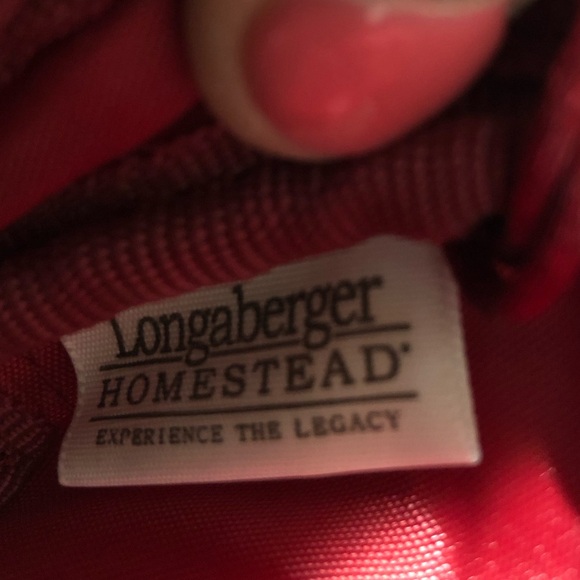 Longaberger
HOMESTEAD®
EXPERIENCE THE LEGACY